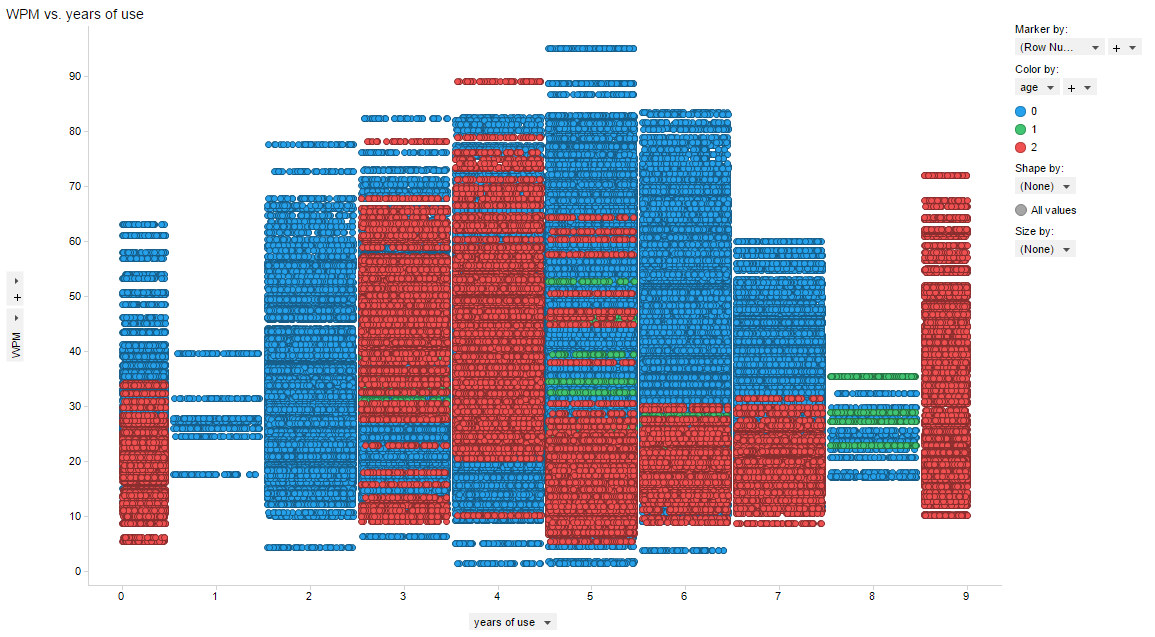 WPM vs. years of use
Marker by:
(Row Nu...
+
Color by:
age
+
0
1
2
Shape by:
(None)
All values
Size by:
(None)
+
WPM
90
80
70
60
50
40
30
20
10
0
0 1 2 3 4 5 6 7 8 9
years of use